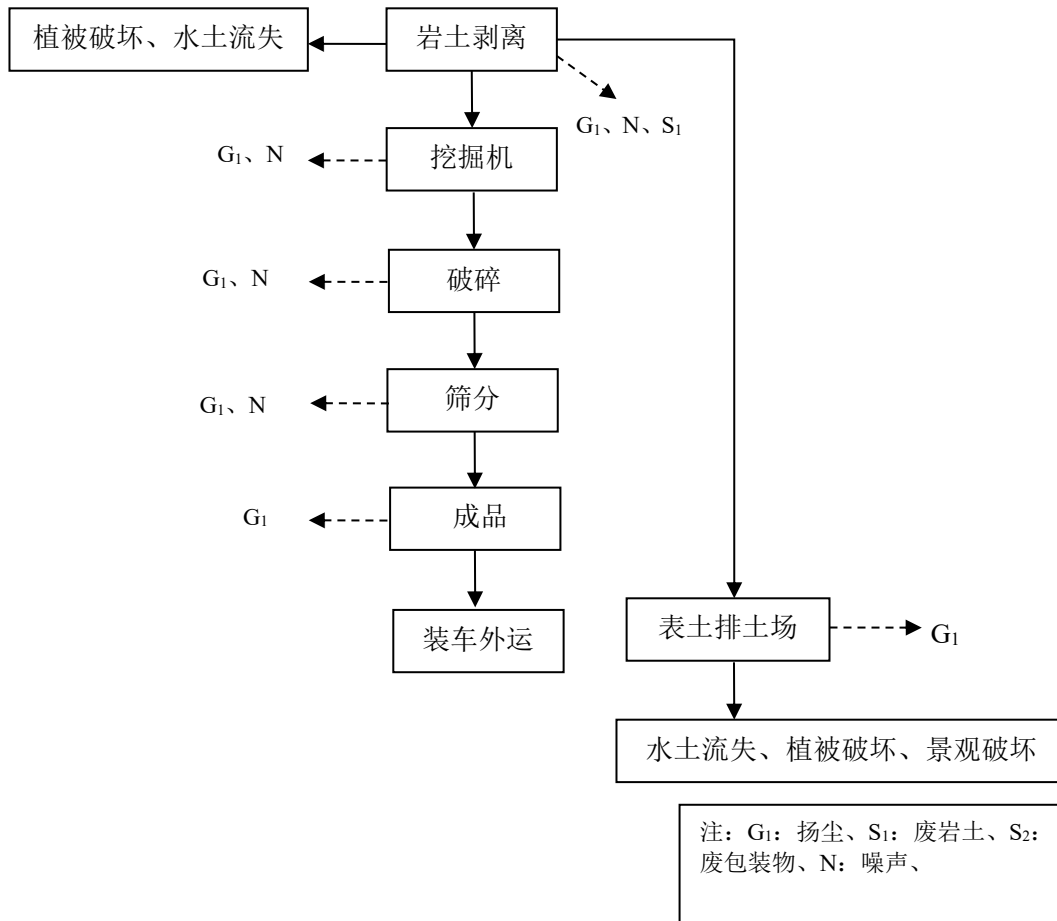 植被破坏、水土流失
岩土剥离
G₁、N、S₁
G₁、N
挖掘机
G₁、N
破碎
G₁、N
筛分
G₁
成品
装车外运
表土排土场
G₁
水土流失、植被破坏、景观破坏
注：G₁：扬尘、S₁：废岩土、S₂：
废包装物、N：噪声、